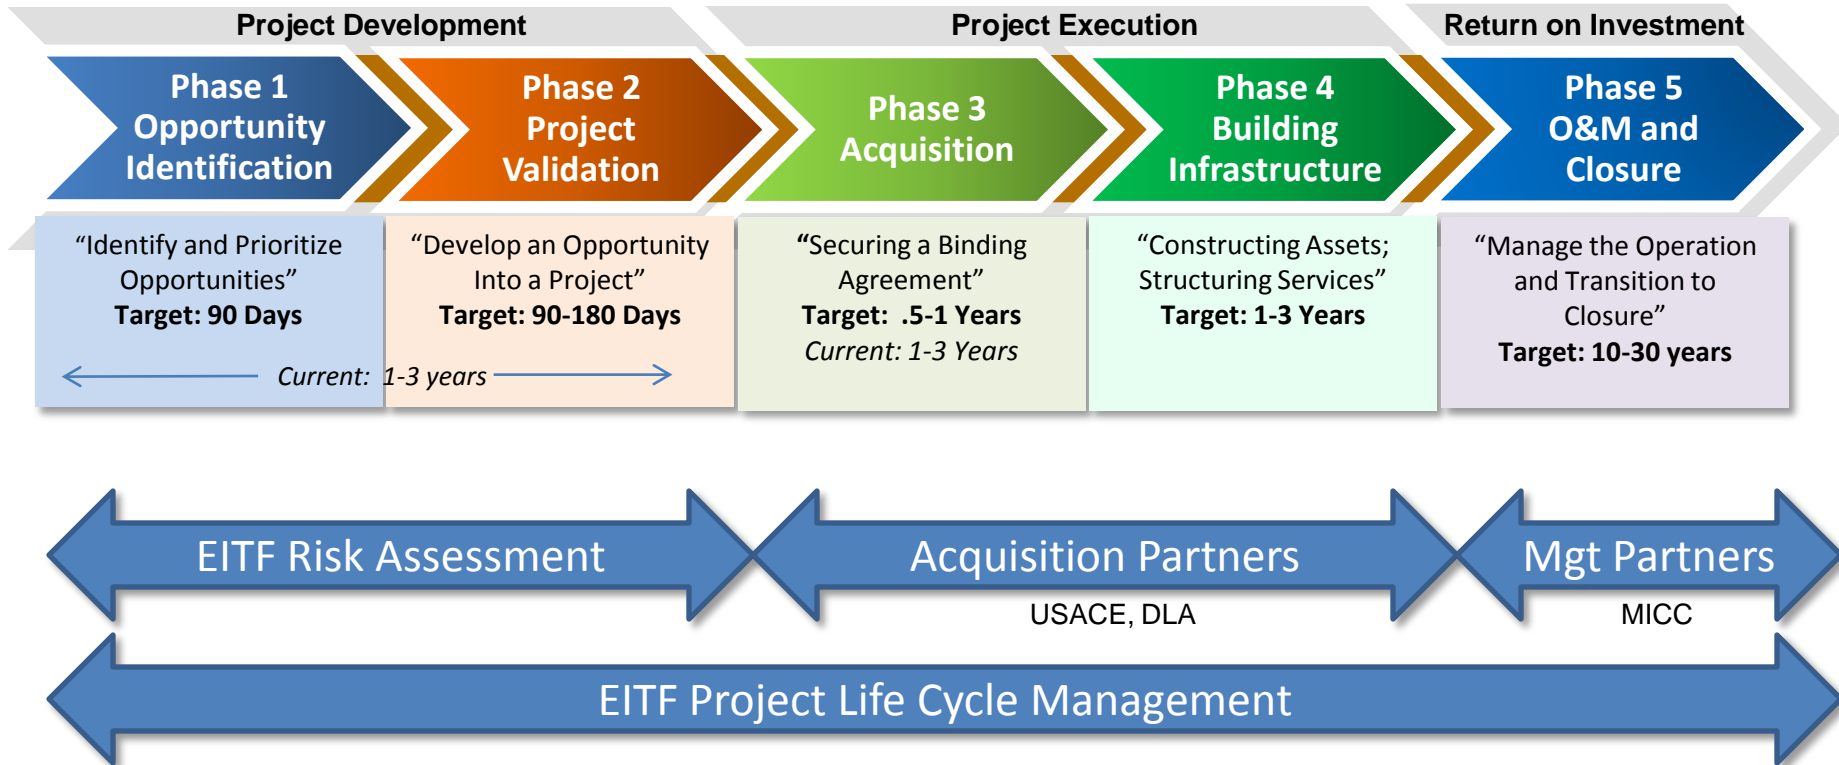 Project Development
Project Execution
Return on Investment
Phase 1
Opportunity
Identification
Phase 2
Project
Validation
Phase 3
Acquisition
Phase 4
Building
Infrastructure
Phase 5
O&M and
Closure
“Identify and Prioritize
Opportunities”
Target: 90 Days
“Develop an Opportunity
Into a Project”
Target: 90-180 Days
Current: 1-3 years
“Securing a Binding
Agreement”
Target: .5-1 Years
Current: 1-3 Years
“Constructing Assets;
Structuring Services”
Target: 1-3 Years
“Manage the Operation
and Transition to
Closure”
Target: 10-30 years
EITF Risk Assessment
Acquisition Partners
USACE, DLA
Mgt Partners
MICC
EITF Project Life Cycle Management